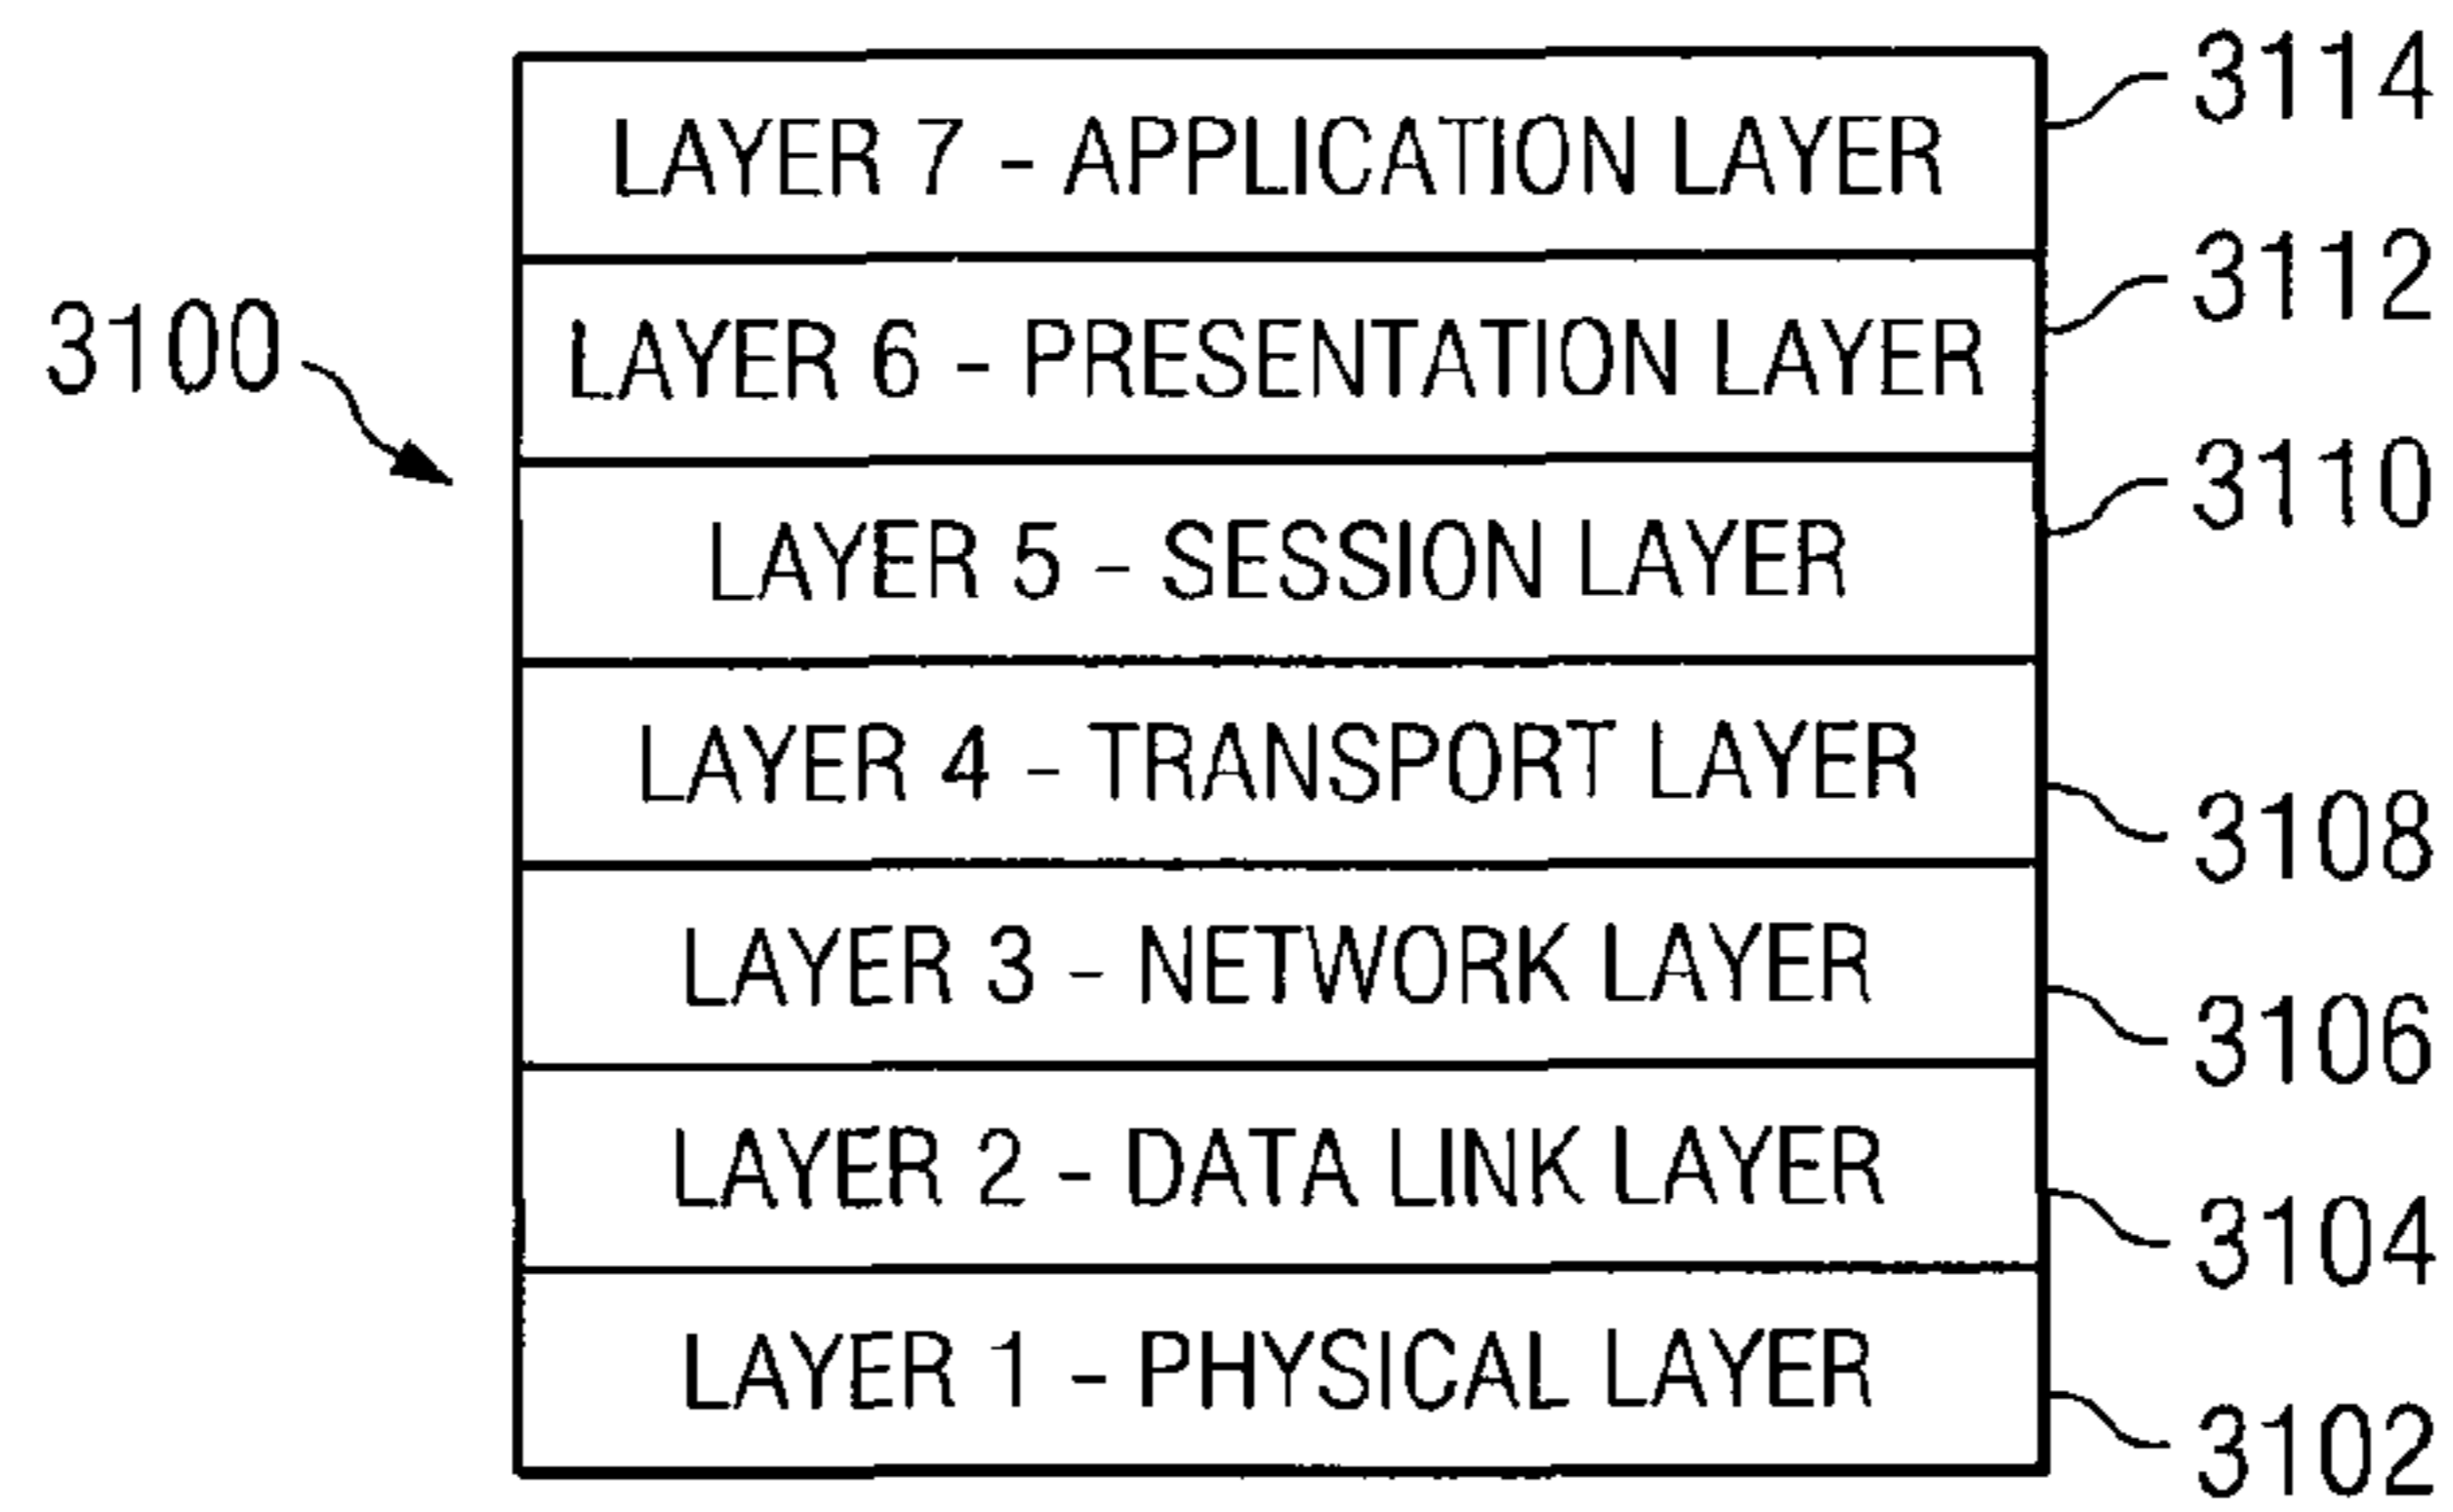 LAYER 7 - APPLICATION LAYER 3114
LAYER 6 - PRESENTATION LAYER 3112
3100
LAYER 5 - SESSION LAYER 3110
LAYER 4 - TRANSPORT LAYER 3108
LAYER 3 - NETWORK LAYER 3106
LAYER 2 - DATA LINK LAYER 3104
LAYER 1 - PHYSICAL LAYER 3102